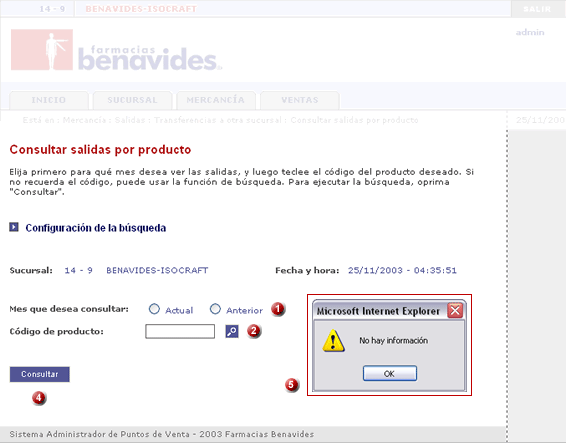 14 - 9 BENAVIDES-ISOCRAFT SALIR
admin
farmacias
benavides
INICIO SUCURSAL MERCANCÍA VENTAS
Está en : Mercancía : Salidas : Transferencias a otra sucursal : Consultar salidas por producto 25/11/200
Consultar salidas por producto
Elija primero para qué mes desea ver las salidas, y luego teclee el código del producto deseado. Si
no recuerda el código, puede usar la función de búsqueda. Para ejecutar la búsqueda, oprima
"Consultar".
Configuración de la búsqueda
Sucursal: 14 - 9 BENAVIDES-ISOCRAFT Fecha y hora: 25/11/2003 - 04:35:51
Mes que desea consultar: Actual Anterior 1
Código de producto: 2
Microsoft Internet Explorer
No hay información
OK
Consultar
4
5
Sistema Administrador de Puntos de Venta - 2003 Farmacias Benavides